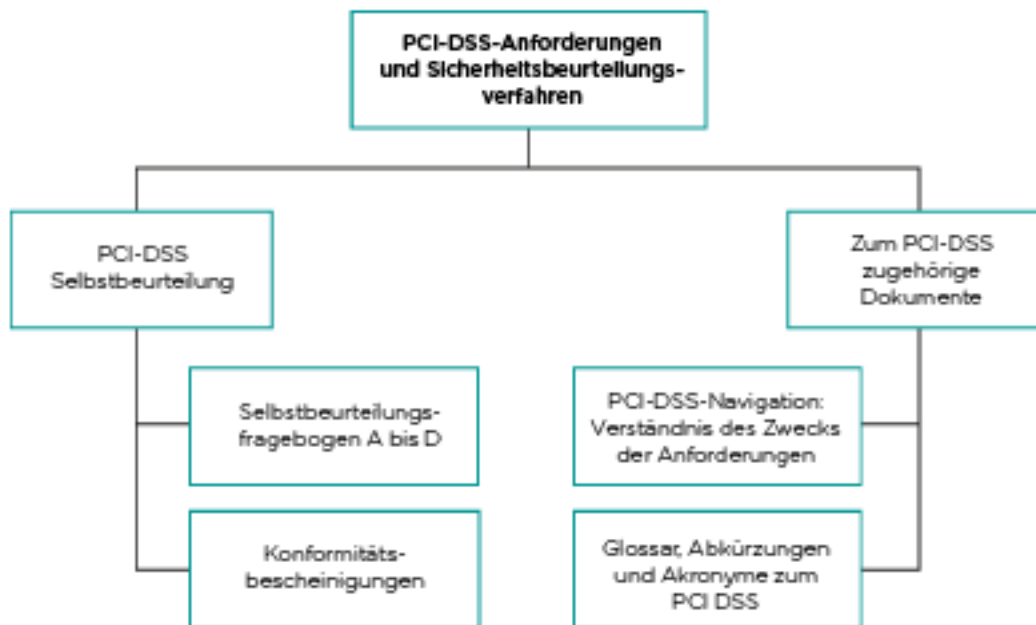 PCI-DSS-Anforderungen
und Sicherheitsbeurteilungs-
verfahren
PCI-DSS
Selbstbeurteilung
Zum PCI-DSS
zugehörige
Dokumente
Selbstbeurteilungs-
fragebogen A bis D
PCI-DSS-Navigation:
Verständnis des Zwecks
der Anforderungen
Konformitäts-
bescheinigungen
Glossar, Abkürzungen
und Akronyme zum
PCI DSS